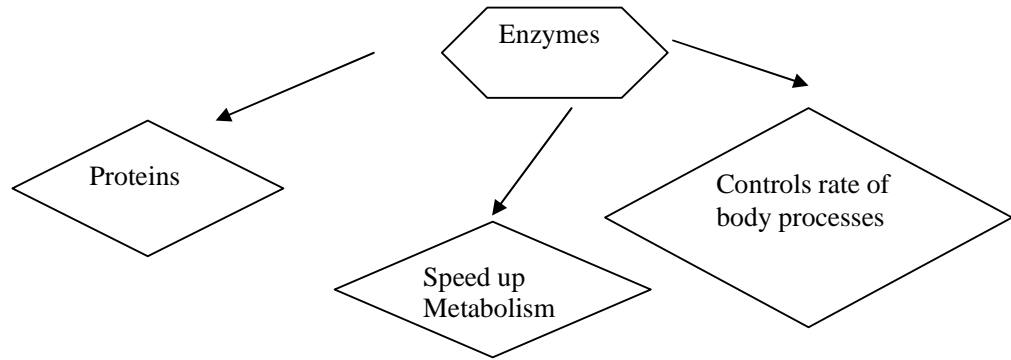 Enzymes
Proteins
Controls rate of
body processes
Speed up
Metabolism